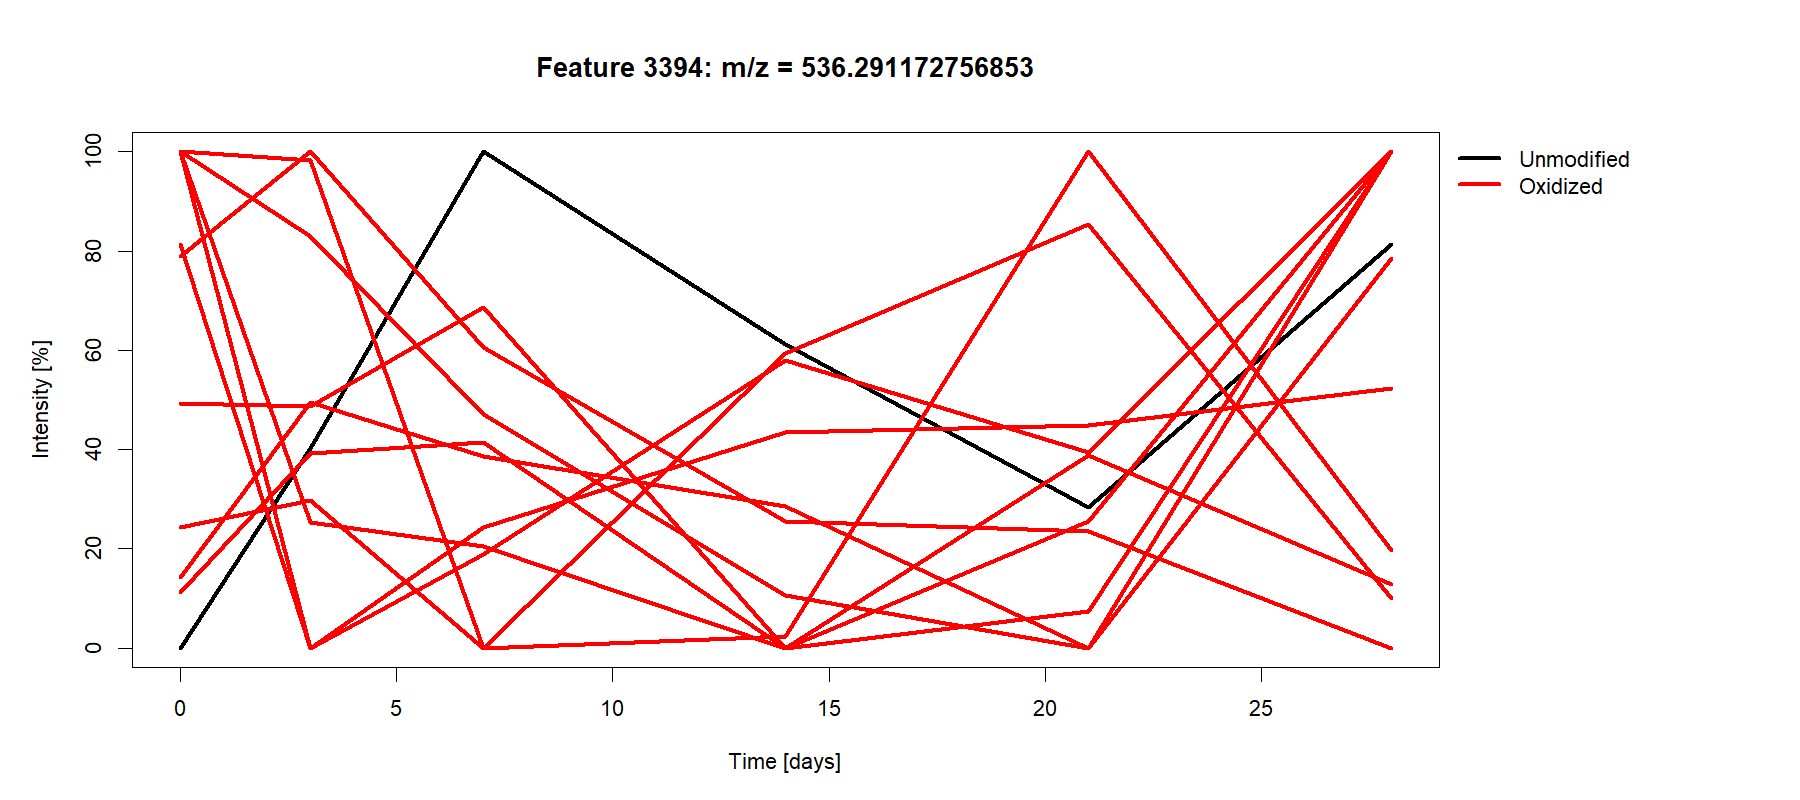 Feature 3394: m/z = 536.291172756853
Unmodified
Oxidized
Intensity [%]
100
80
60
40
20
0
0 5 10 15 20 25
Time [days]